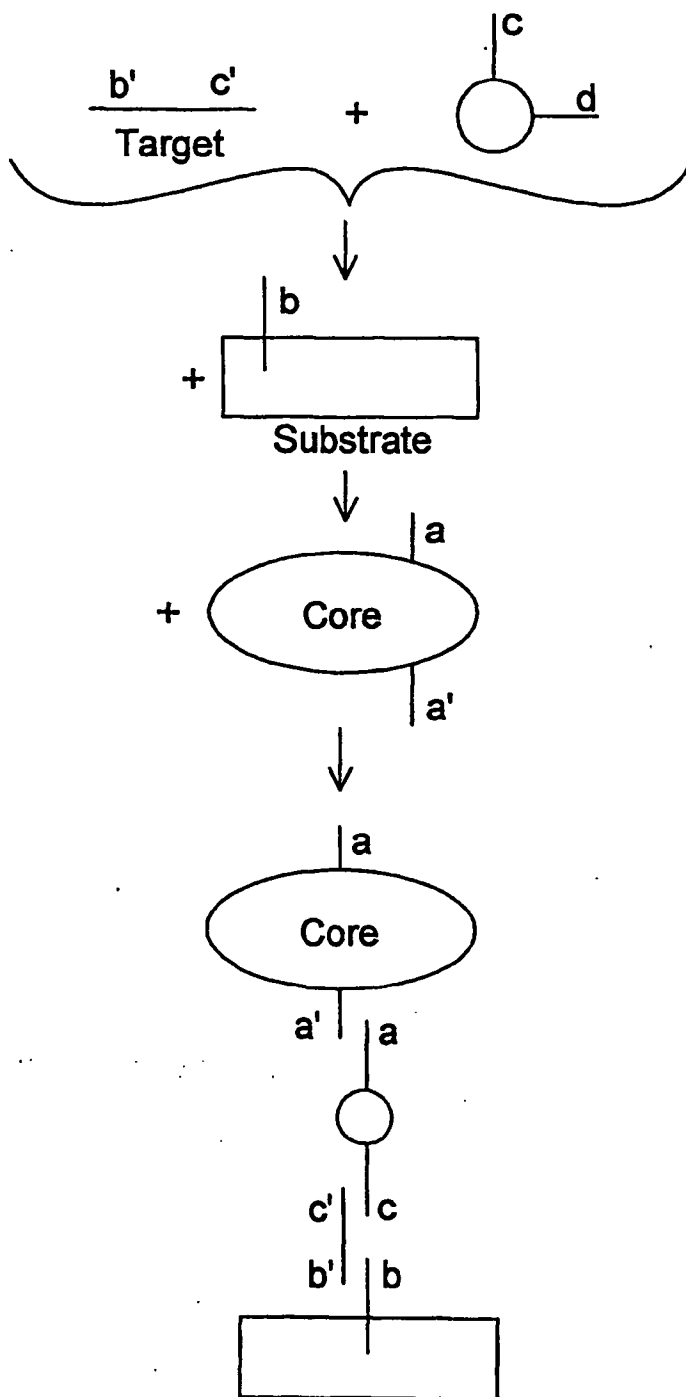 c
b' c' + d
Target
b
+
Substrate
a
+ Core
a'
a
Core
a' a
c' c
b' b